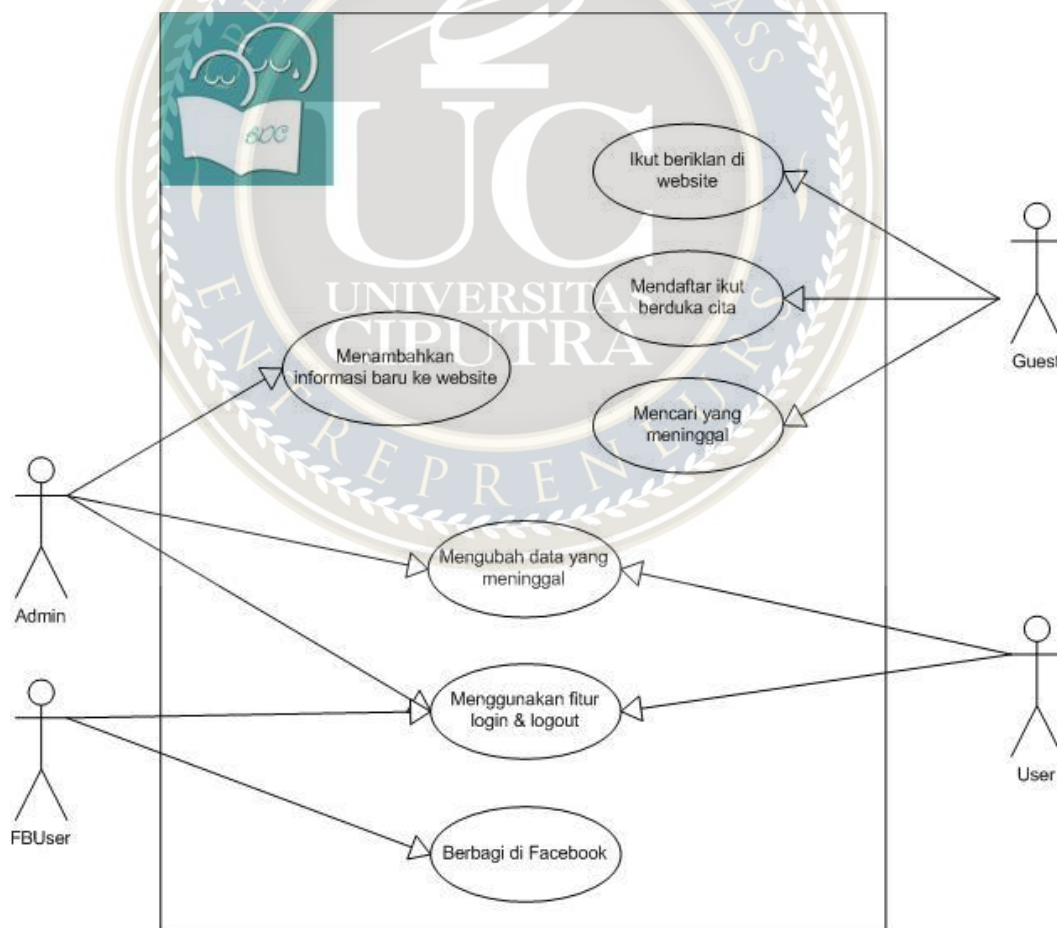 SDC
UC
UNIVERSITAS
CIPUTRA
ENTREPRENEURS
Ikut beriklan di
website
Mendaftar ikut
berduka cita
Guest
Menambahkan
informasi baru ke website
Mencari yang
meninggal
Admin
Mengubah data yang
meninggal
Menggunakan fitur
login & logout
User
FBUser
Berbagi di Facebook